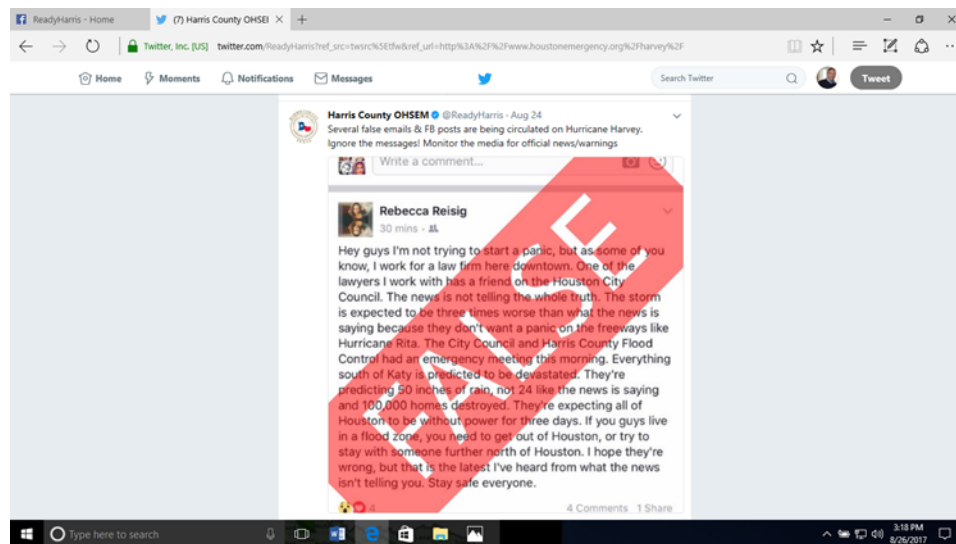 ReadyHarris - Home
(7) Harris County OHSEM
Twitter, Inc. [US] twitter.com/ReadyHarris?ref_src=twsrc%5Etfw&ref_url=http%3A%2F%2Fwww.houstonemergency.org%2Fharvey%2F
Home Moments Notifications Messages Search Twitter Tweet
Harris County OHSEM @ReadyHarris · Aug 24
Several false emails & FB posts are being circulated on Hurricane Harvey.
Ignore the messages! Monitor the media for official news/warnings
Write a comment...
Rebecca Reisig
30 mins ·
Hey guys I'm not trying to start a panic, but as some of you
know, I work for a law firm here downtown. One of the
lawyers I work with has a friend on the Houston City
Council. The news is not telling the whole truth. The storm
is expected to be three times worse than what the news is
saying because they don't want a panic on the freeways like
Hurricane Rita. The City Council and Harris County Flood
Control had an emergency meeting this morning. Everything
south of Katy is predicted to be devastated. They're
predicting 50 inches of rain, not 24 like the news is saying
and 100,000 homes destroyed. They're expecting all of
Houston to be without power for three days. If you guys live
in a flood zone, you need to get out of Houston, or try to
stay with someone further north of Houston. I hope they're
wrong, but that is the latest I've heard from what the news
isn't telling you. Stay safe everyone.
FALSE
4 4 Comments 1 Share
Type here to search
3:18 PM
8/26/2017